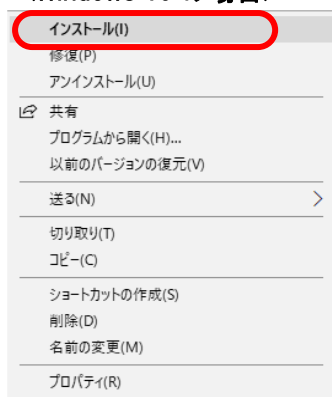 インストール(I)
修復(P)
アンインストール(U)
共有
プログラムから開く(H)...
以前のバージョンの復元(V)
送る(N)
切り取り(T)
コピー(C)
ショートカットの作成(S)
削除(D)
名前の変更(M)
プロパティ(R)